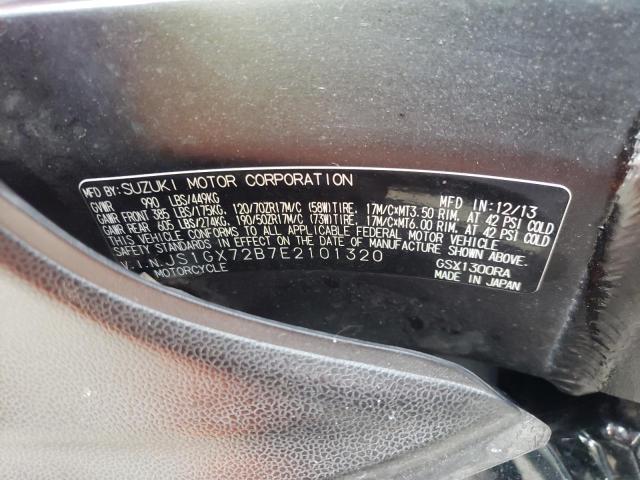 MFD BY: SUZUKI MOTOR CORPORATION MFD. IN: 12/13
GVWR 990 LBS/449KG
GAWR FRONT 385 LBS/175KG, 120/70ZR17M/C (58W)TIRE. 17M/C×MT3.50 RIM. AT 42 PSI COLD
GAWR REAR 605 LBS/274KG, 190/50ZR17M/C (73W)TIRE. 17M/C×MT6.00 RIM. AT 42 PSI COLD
THIS VEHICLE CONFORMS TO ALL APPLICABLE FEDERAL MOTOR VEHICLE
SAFETY STANDARDS IN EFFECT ON THE DATE OF MANUFACTURE SHOWN ABOVE.
V.I.N. JS1GX72B7E2101320 GSX1300RA
MOTORCYCLE MADE IN JAPAN